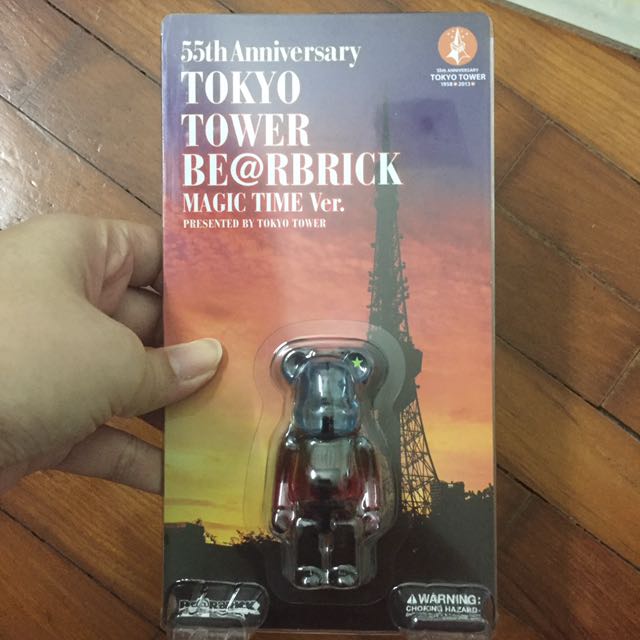 55th Anniversary
TOKYO
TOWER
BE@RBRICK
MAGIC TIME Ver.
PRESENTED BY TOKYO TOWER
55th ANNIVERSARY
TOKYO TOWER
1958★2013★
BE@RBRICK
⚠WARNING:
CHOKING HAZARD-